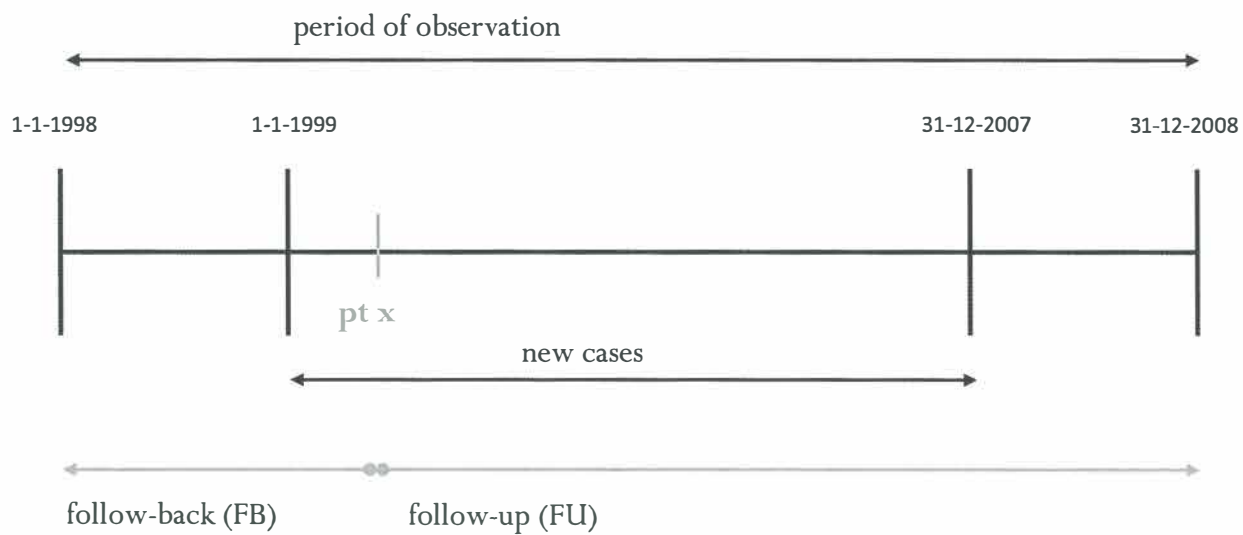 period of observation
1-1-1998 1-1-1999 31-12-2007 31-12-2008
pt x
new cases
follow-back (FB) follow-up (FU)